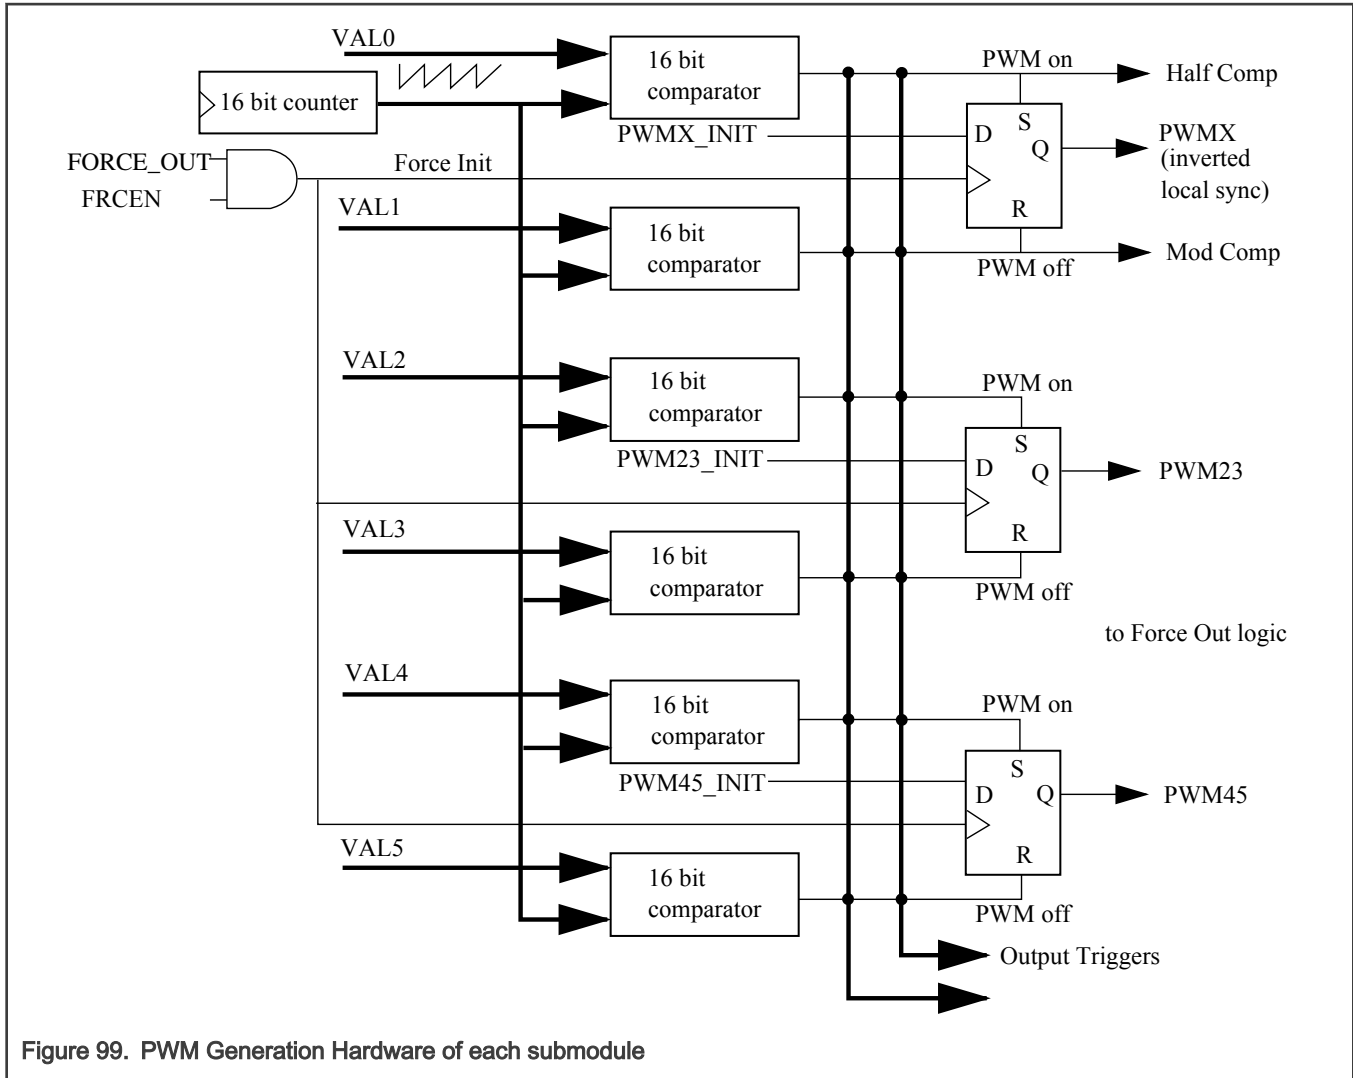 VAL0
16 bit
comparator
PWM on
Half Comp
16 bit counter
PWMX_INIT
D
S
Q
PWMX
(inverted
local sync)
FORCE_OUT
FRCEN
Force Init
R
VAL1
16 bit
comparator
PWM off
Mod Comp
VAL2
16 bit
comparator
PWM on
PWM23_INIT
D
S
Q
PWM23
R
VAL3
16 bit
comparator
PWM off
to Force Out logic
VAL4
16 bit
comparator
PWM on
PWM45_INIT
D
S
Q
PWM45
R
VAL5
16 bit
comparator
PWM off
Output Triggers
Figure 99. PWM Generation Hardware of each submodule